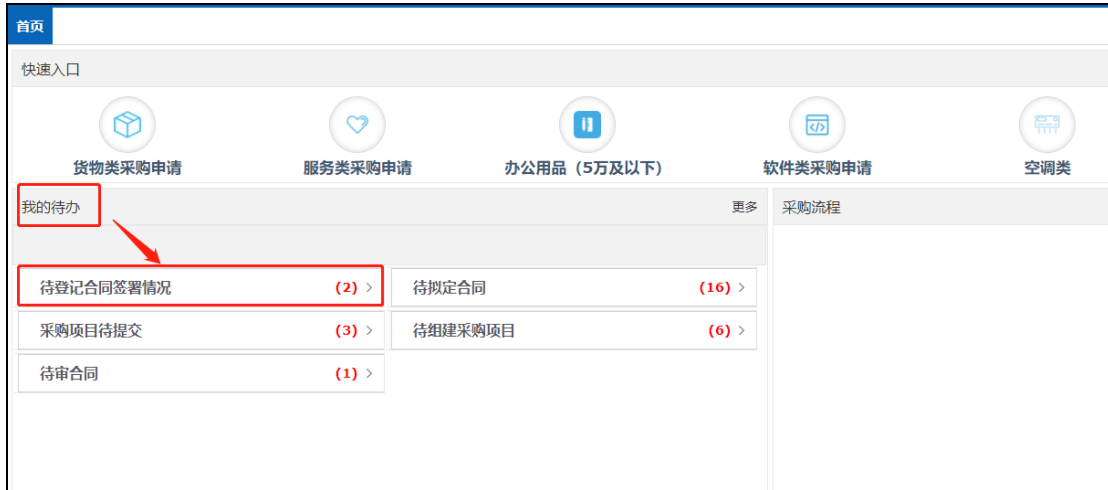 首页
快速入口
货物类采购申请
服务类采购申请
办公用品（5万及以下）
软件类采购申请
空调类
我的待办
更多
采购流程
待登记合同签署情况 (2)
待拟定合同 (16)
采购项目待提交 (3)
待组建采购项目 (6)
待审合同 (1)